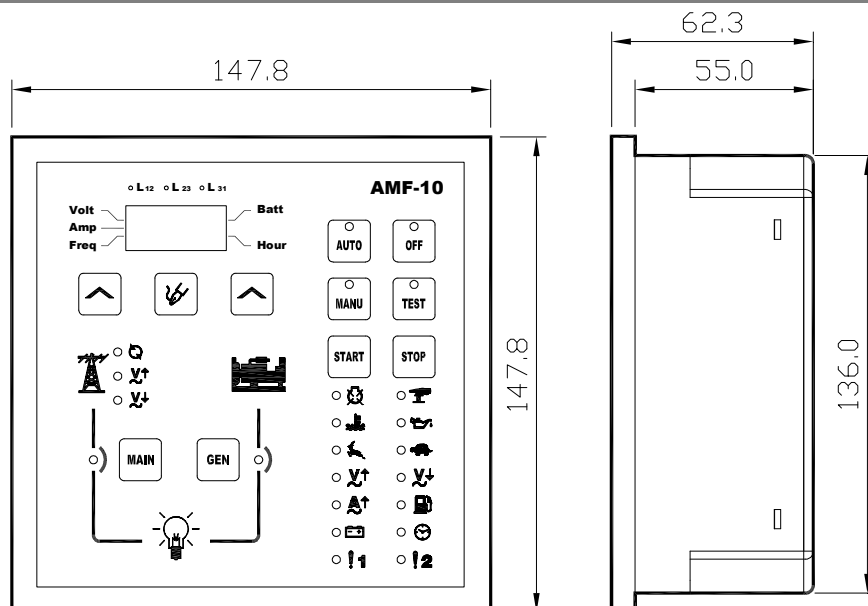 62.3
147.8
55.0
L12 L23 L31
AMF-10
Volt
Batt
Amp
Freq
Hour
AUTO
OFF
MANU
TEST
START
STOP
147.8
136.0
V
V
MAIN
GEN
V
V
A
!1
!2